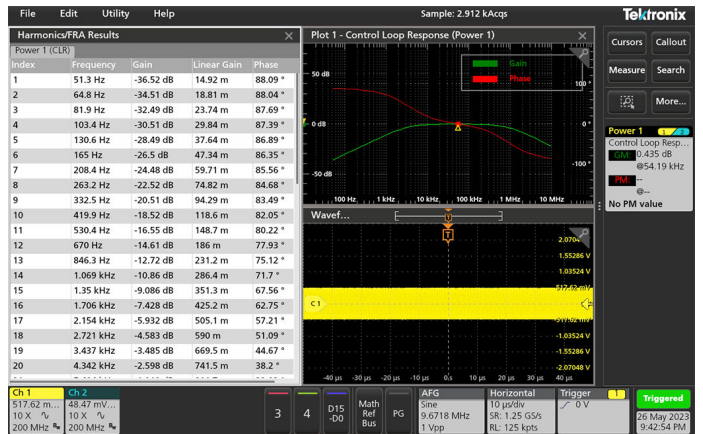 File Edit Utility Help Sample: 2.912 kAcqs Tektronix
Harmonics/FRA Results
Power 1 (CLR)
Index Frequency Gain Linear Gain Phase
1 51.3 Hz -36.52 dB 14.92 m 88.09 °
2 64.8 Hz -34.51 dB 18.81 m 88.04 °
3 81.9 Hz -32.49 dB 23.74 m 87.69 °
4 103.4 Hz -30.51 dB 29.84 m 87.39 °
5 130.6 Hz -28.49 dB 37.64 m 86.89 °
6 165 Hz -26.5 dB 47.34 m 86.35 °
7 208.4 Hz -24.48 dB 59.71 m 85.56 °
8 263.2 Hz -22.52 dB 74.82 m 84.68 °
9 332.5 Hz -20.51 dB 94.29 m 83.49 °
10 419.9 Hz -18.52 dB 118.6 m 82.05 °
11 530.4 Hz -16.55 dB 148.7 m 80.22 °
12 670 Hz -14.61 dB 186 m 77.93 °
13 846.3 Hz -12.72 dB 231.2 m 75.12 °
14 1.069 kHz -10.86 dB 286.4 m 71.7 °
15 1.35 kHz -9.086 dB 351.3 m 67.56 °
16 1.706 kHz -7.428 dB 425.2 m 62.75 °
17 2.154 kHz -5.932 dB 505.1 m 57.21 °
18 2.721 kHz -4.583 dB 590 m 51.09 °
19 3.437 kHz -3.485 dB 669.5 m 44.67 °
20 4.342 kHz -2.598 dB 741.5 m 38.2 °
Plot 1 - Control Loop Response (Power 1)
Gain
Phase
50 dB
100 °
0 dB
0 °
-100 °
-50 dB
100 Hz 1 kHz 10 kHz 100 kHz 1 MHz 10 MHz
Wavef...
T
T
2.0704
1.55286 V
1.03524 V
517.62 mV
C1
-517.62 mV
-1.03524 V
-1.55286 V
-2.07048 V
-40 µs -30 µs -20 µs -10 µs 0 s 10 µs 20 µs 30 µs 40 µs
Cursors Callout
Measure Search
More...
Power 1 1 2
Control Loop Resp...
GM: 0.435 dB
@54.19 kHz
PM: --
@--
No PM value
Ch 1
517.62 m...
10 X
200 MHz
Ch 2
48.47 mV...
10 X
200 MHz
3
4
D15
-D0
Math
Ref
Bus
PG
AFG
Sine
9.6718 MHz
1 Vpp
Horizontal
10 µs/div
SR: 1.25 GS/s
RL: 125 kpts
Trigger 1
0 V
Triggered
26 May 2023
9:42:54 PM